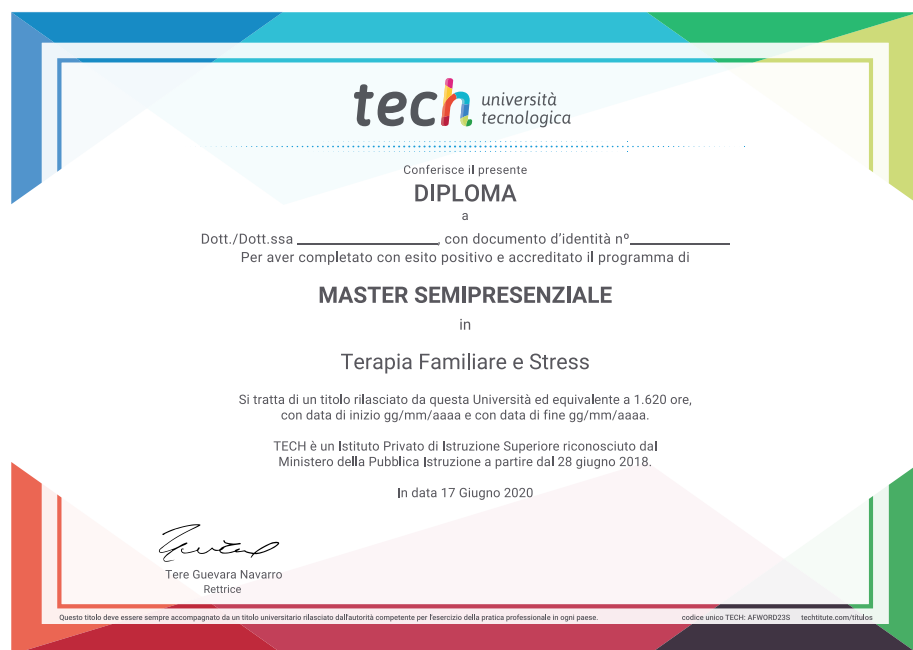 tech università
tecnologica
Conferisce il presente
DIPLOMA
a
Dott./Dott.ssa ____________________, con documento d'identità nº______________
Per aver completato con esito positivo e accreditato il programma di
MASTER SEMIPRESENZIALE
in
Terapia Familiare e Stress
Si tratta di un titolo rilasciato da questa Università ed equivalente a 1.620 ore,
con data di inizio gg/mm/aaaa e con data di fine gg/mm/aaaa.
TECH è un Istituto Privato di Istruzione Superiore riconosciuto dal
Ministero della Pubblica Istruzione a partire dal 28 giugno 2018.
In data 17 Giugno 2020
Tere Guevara Navarro
Rettrice
Questo titolo deve essere sempre accompagnato da un titolo universitario rilasciato dall'autorità competente per l'esercizio della pratica professionale in ogni paese. codice unico TECH: AFWORD23S techtitute.com/titulos